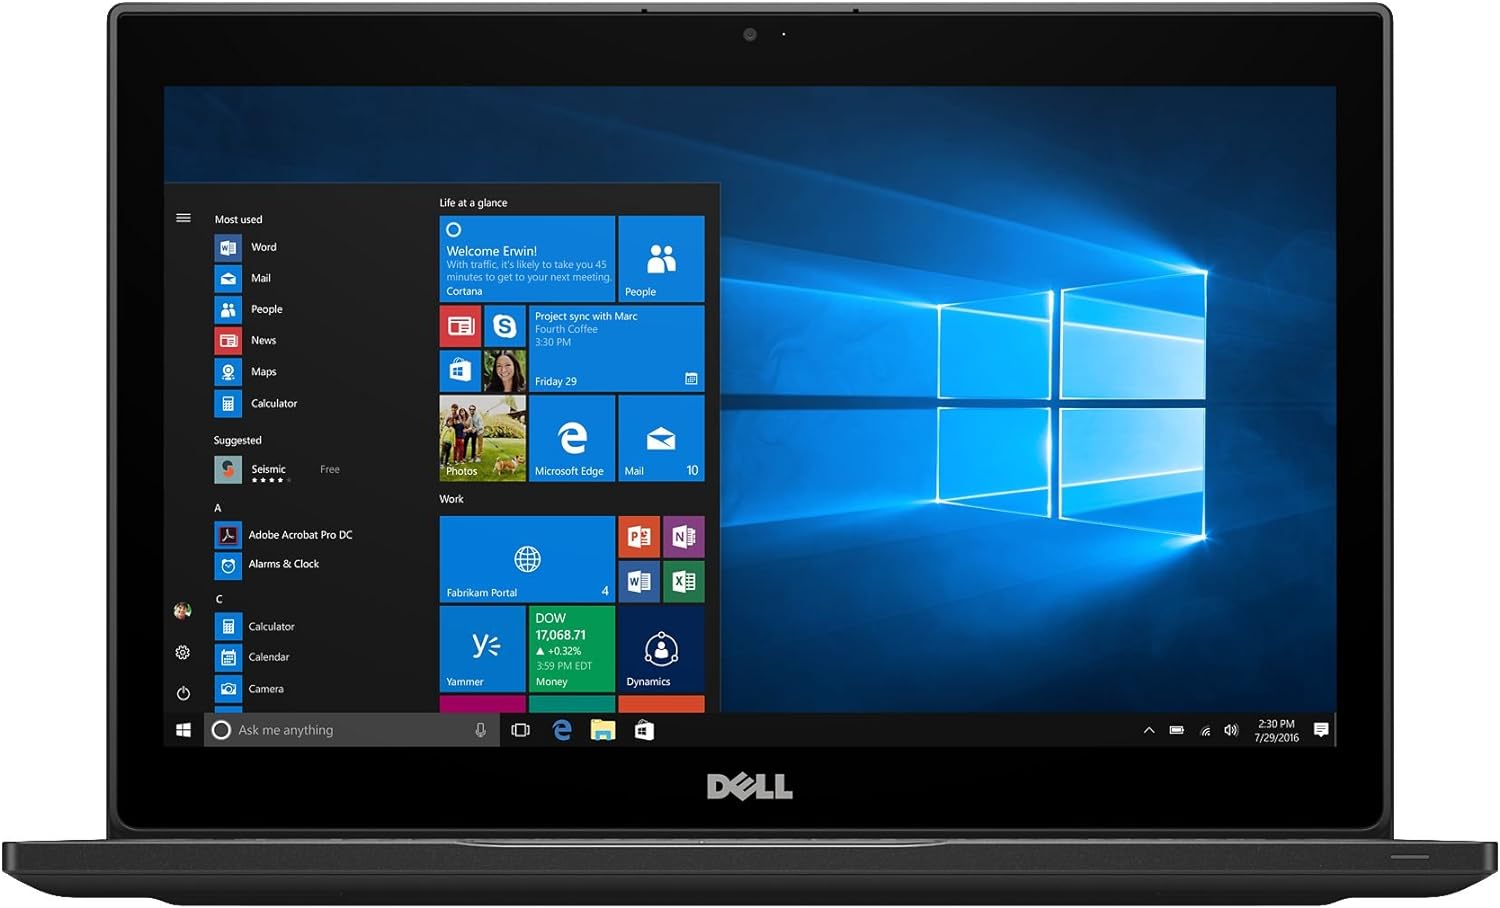 Most used
Word
Mail
People
News
Maps
Calculator
Suggested
Seismic Free
A
Adobe Acrobat Pro DC
Alarms & Clock
C
Calculator
Calendar
Camera
Life at a glance
Welcome Erwin!
With traffic, it's likely to take you 45
minutes to get to your next meeting.
Cortana
People
Project sync with Marc
Fourth Coffee
3:30 PM
Friday 29
Photos
Microsoft Edge
Mail 10
Work
Fabrikam Portal 4
Yammer
DOW
17,068.71
▲ +0.32%
3:59 PM EDT
Money
Dynamics
Ask me anything
2:30 PM
7/29/2016
DELL